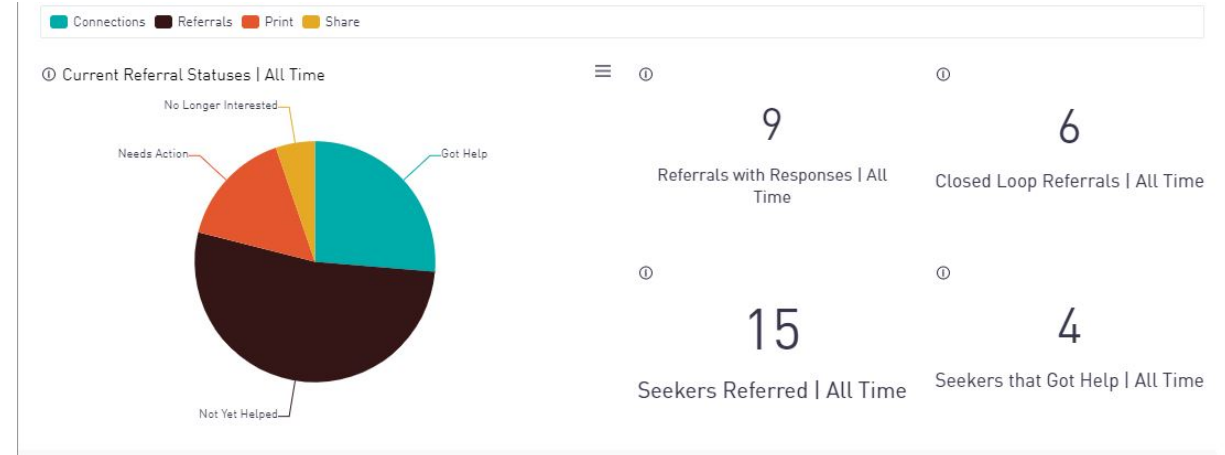 Connections Referrals Print Share
Current Referral Statuses | All Time
No Longer Interested
Needs Action
Got Help
Not Yet Helped
9
Referrals with Responses | All
Time
6
Closed Loop Referrals | All Time
15
Seekers Referred | All Time
4
Seekers that Got Help | All Time